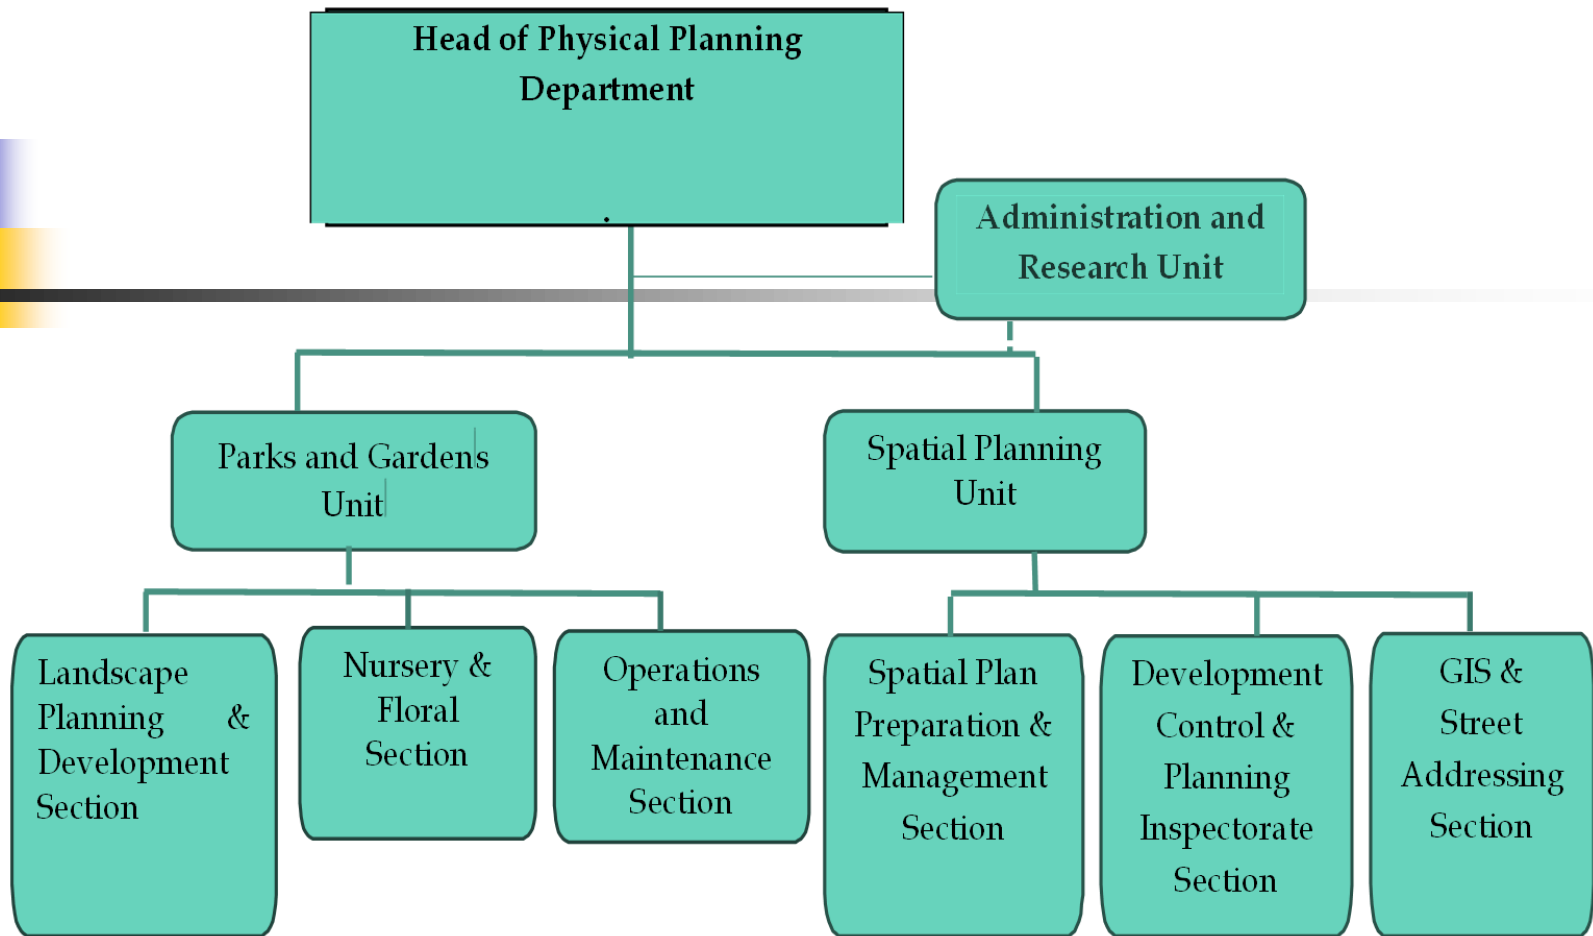 Head of Physical Planning
Department
.
Administration and
Research Unit
Parks and Gardens
Unit
Spatial Planning
Unit
Landscape
Planning &
Development
Section
Nursery &
Floral
Section
Operations
and
Maintenance
Section
Spatial Plan
Preparation &
Management
Section
Development
Control &
Planning
Inspectorate
Section
GIS &
Street
Addressing
Section